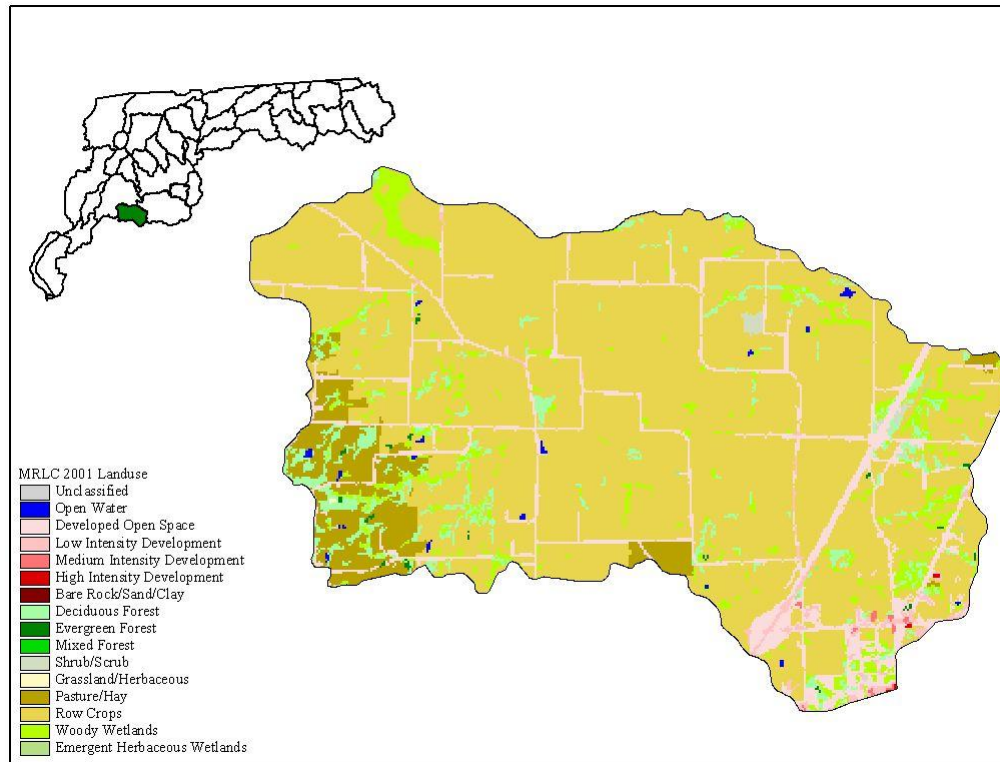 MRLC 2001 Landuse
Unclassified
Open Water
Developed Open Space
Low Intensity Development
Medium Intensity Development
High Intensity Development
Bare Rock/Sand/Clay
Deciduous Forest
Evergreen Forest
Mixed Forest
Shrub/Scrub
Grassland/Herbaceous
Pasture/Hay
Row Crops
Woody Wetlands
Emergent Herbaceous Wetlands